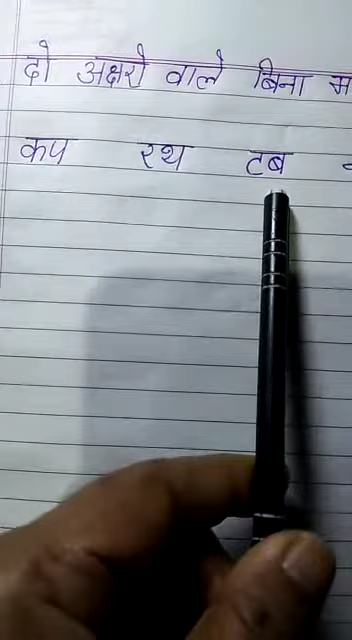 दो अक्षरो वाले बिना
कप रथ टब